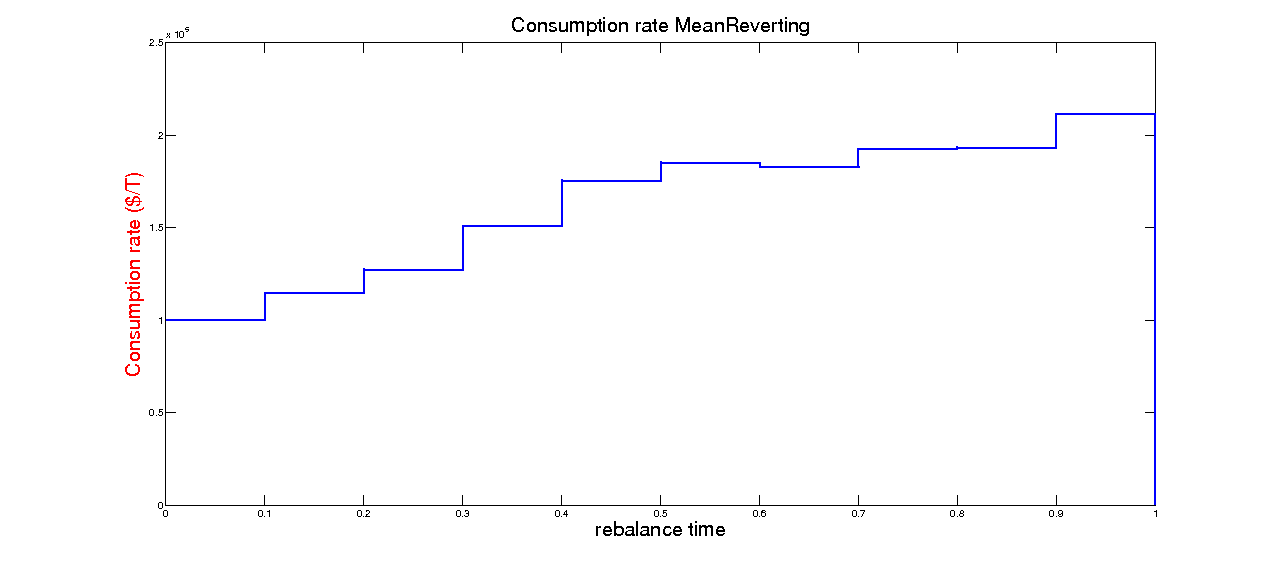 Consumption rate MeanReverting
x 10^5
2.5
2
1.5
1
0.5
0
Consumption rate ($/T)
0 0.1 0.2 0.3 0.4 0.5 0.6 0.7 0.8 0.9 1
rebalance time